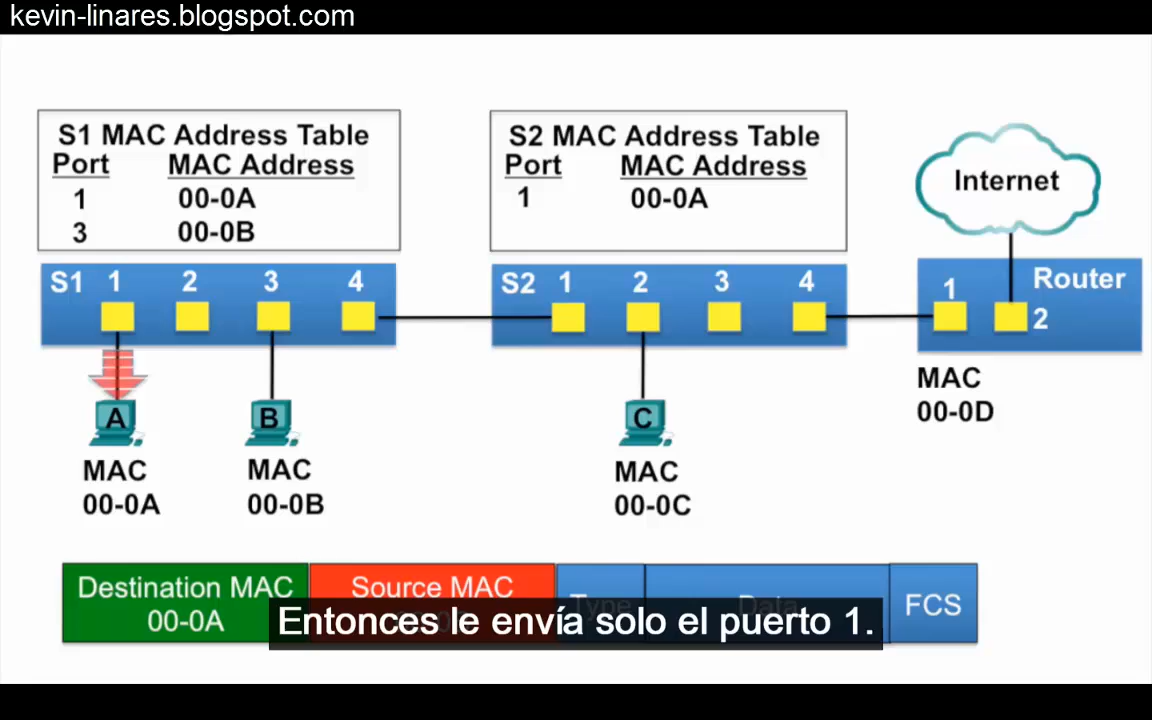 kevin-linares.blogspot.com
S1 MAC Address Table
Port MAC Address
1 00-0A
3 00-0B
S2 MAC Address Table
Port MAC Address
1 00-0A
Internet
S1 1 2 3 4
S2 1 2 3 4
1 Router
2
A
B
C
MAC
00-0A
MAC
00-0B
MAC
00-0C
MAC
00-0D
Destination MAC
00-0A
Source MAC
Type
Data
FCS
Entonces le envía solo el puerto 1.